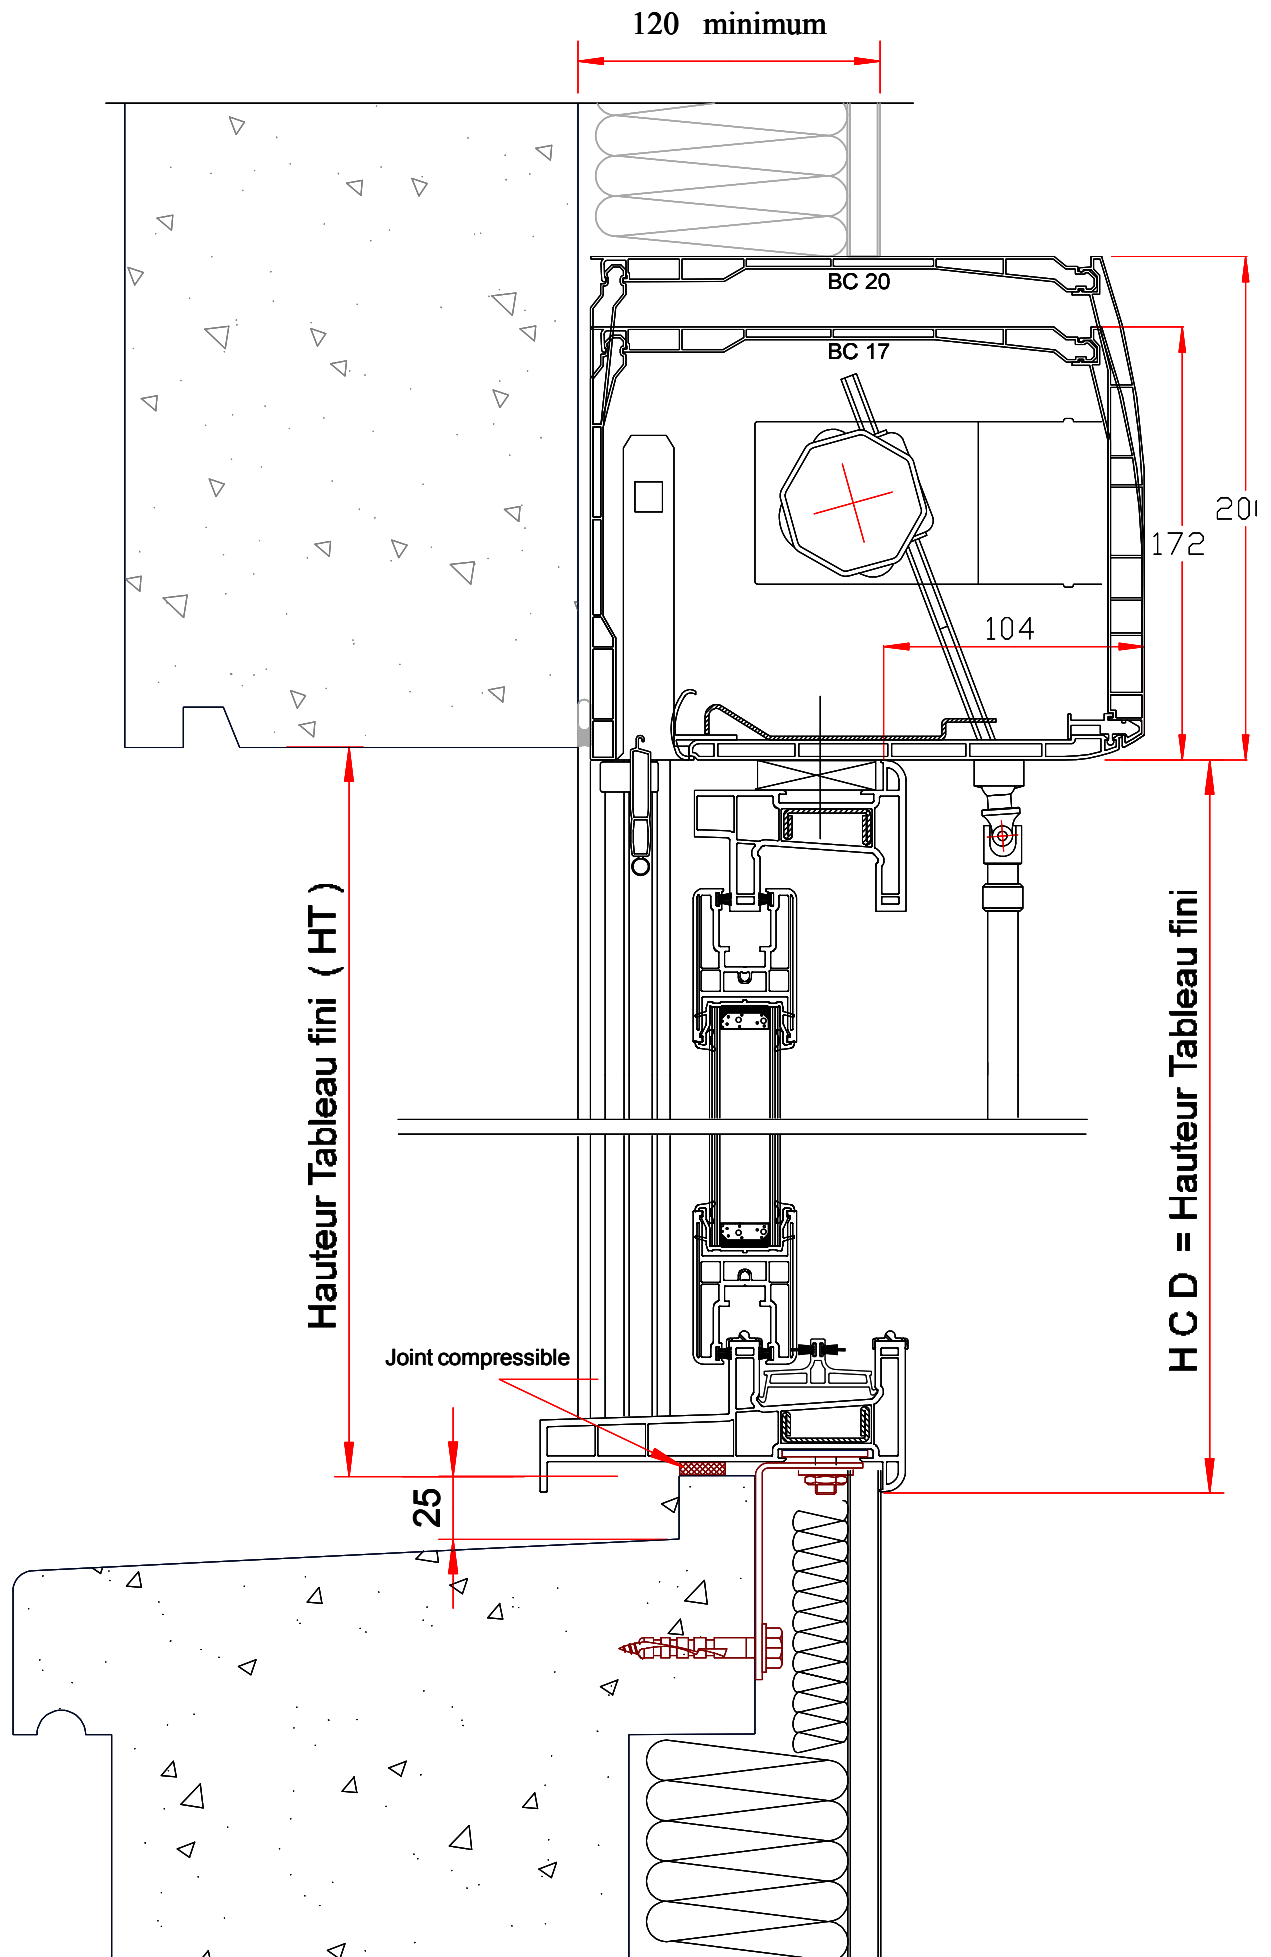 120 minimum
BC 20
BC 17
172
104
Hauteur Tableau fini ( HT )
H C D = Hauteur Tableau fini
Joint compressible
25